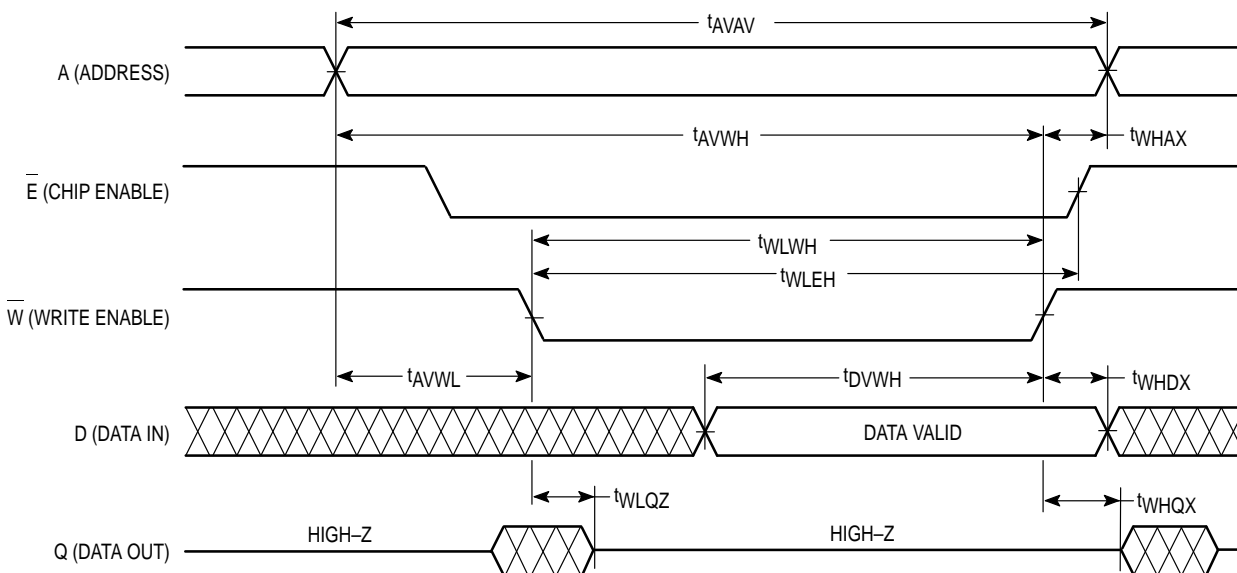 tAVAV
A (ADDRESS)
tAVWH
tWHAX
E (CHIP ENABLE)
tWLWH
tWLEH
W (WRITE ENABLE)
tAVWL
tDVWH
tWHDX
D (DATA IN)
DATA VALID
tWLQZ
tWHQX
Q (DATA OUT)
HIGH–Z
HIGH–Z